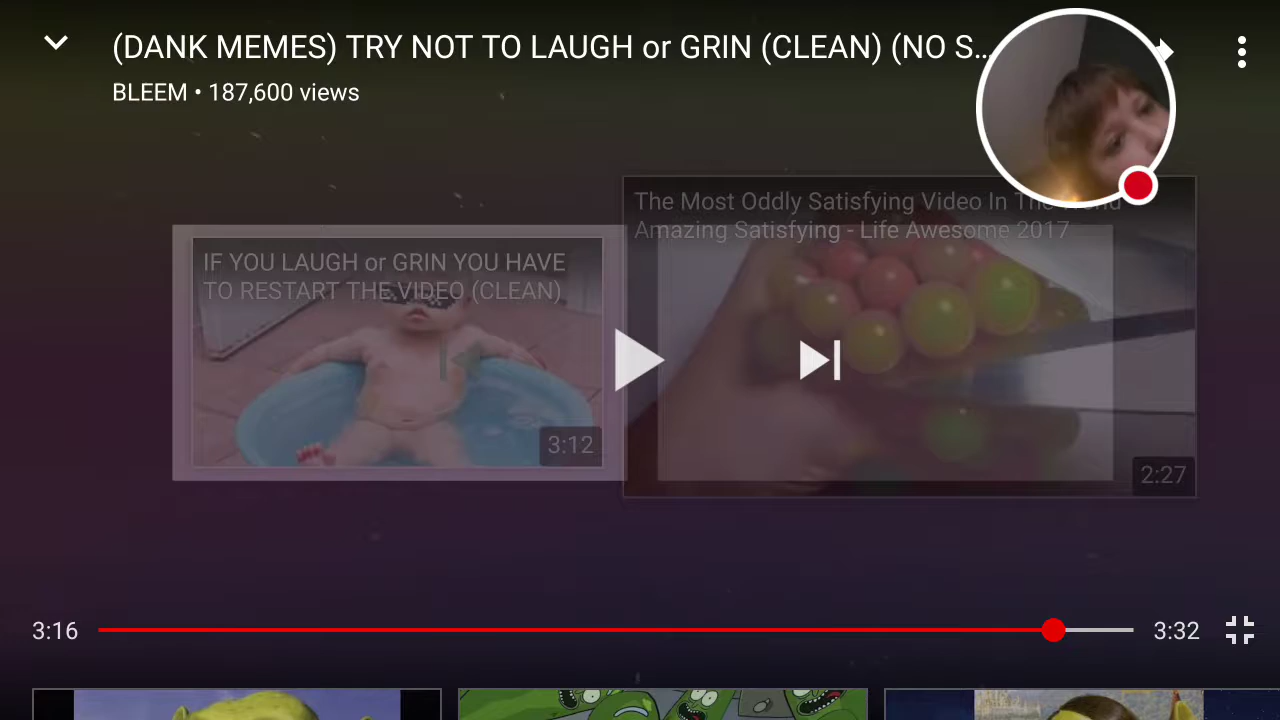 (DANK MEMES) TRY NOT TO LAUGH or GRIN (CLEAN) (NO S...
BLEEM • 187,600 views
The Most Oddly Satisfying Video In The World
Amazing Satisfying - Life Awesome 2017
IF YOU LAUGH or GRIN YOU HAVE
TO RESTART THE VIDEO (CLEAN)
3:12
2:27
3:16
3:32